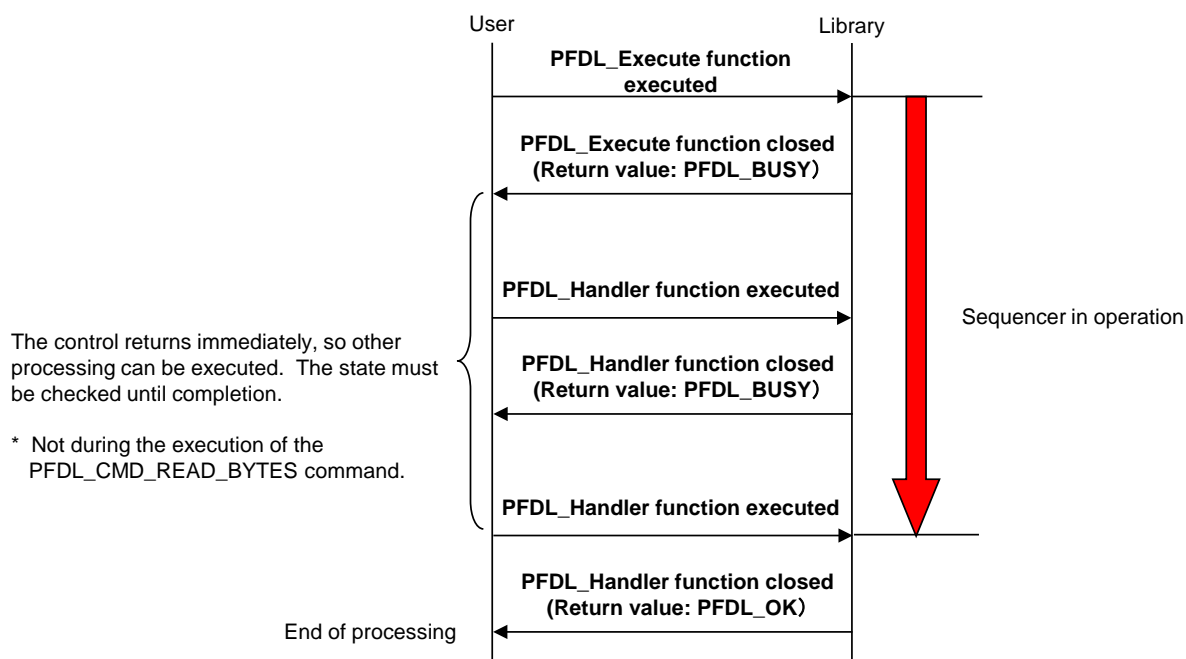 User
Library
PFDL_Execute function
executed
PFDL_Execute function closed
(Return value: PFDL_BUSY）
PFDL_Handler function executed
Sequencer in operation
The control returns immediately, so other
processing can be executed.  The state must
be checked until completion.
PFDL_Handler function closed
(Return value: PFDL_BUSY）
* Not during the execution of the
PFDL_CMD_READ_BYTES command.
PFDL_Handler function executed
PFDL_Handler function closed
(Return value: PFDL_OK）
End of processing